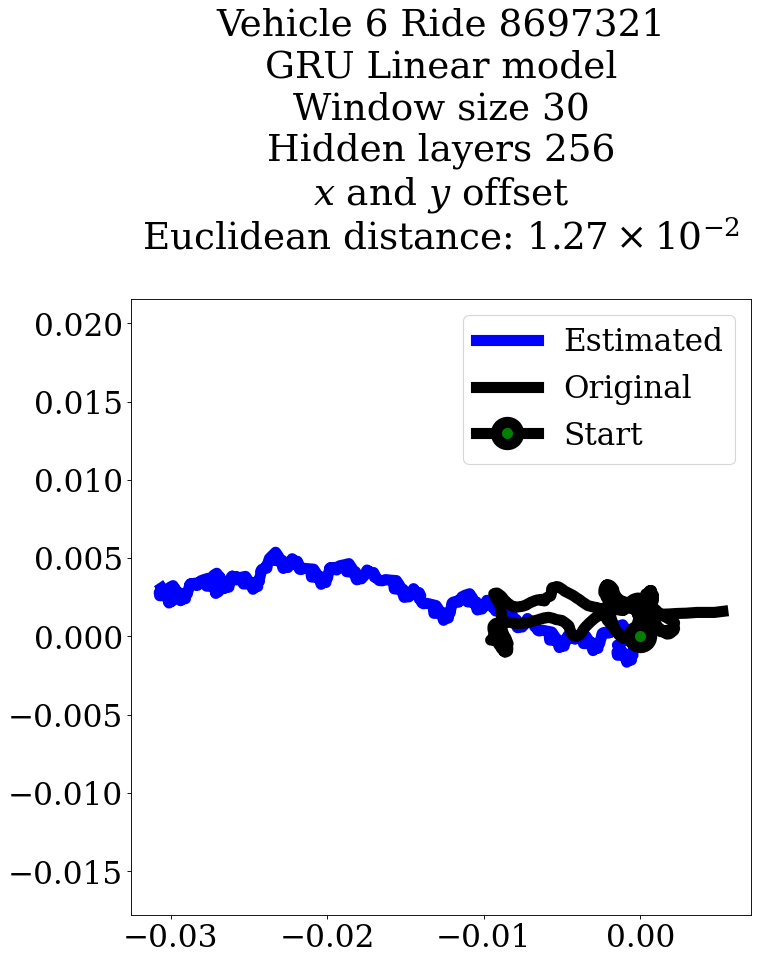 Vehicle 6 Ride 8697321
GRU Linear model
Window size 30
Hidden layers 256
x and y offset
Euclidean distance: 1.27 × 10⁻²
Estimated
Original
Start
0.020
0.015
0.010
0.005
0.000
−0.005
−0.010
−0.015
−0.03
−0.02
−0.01
0.00